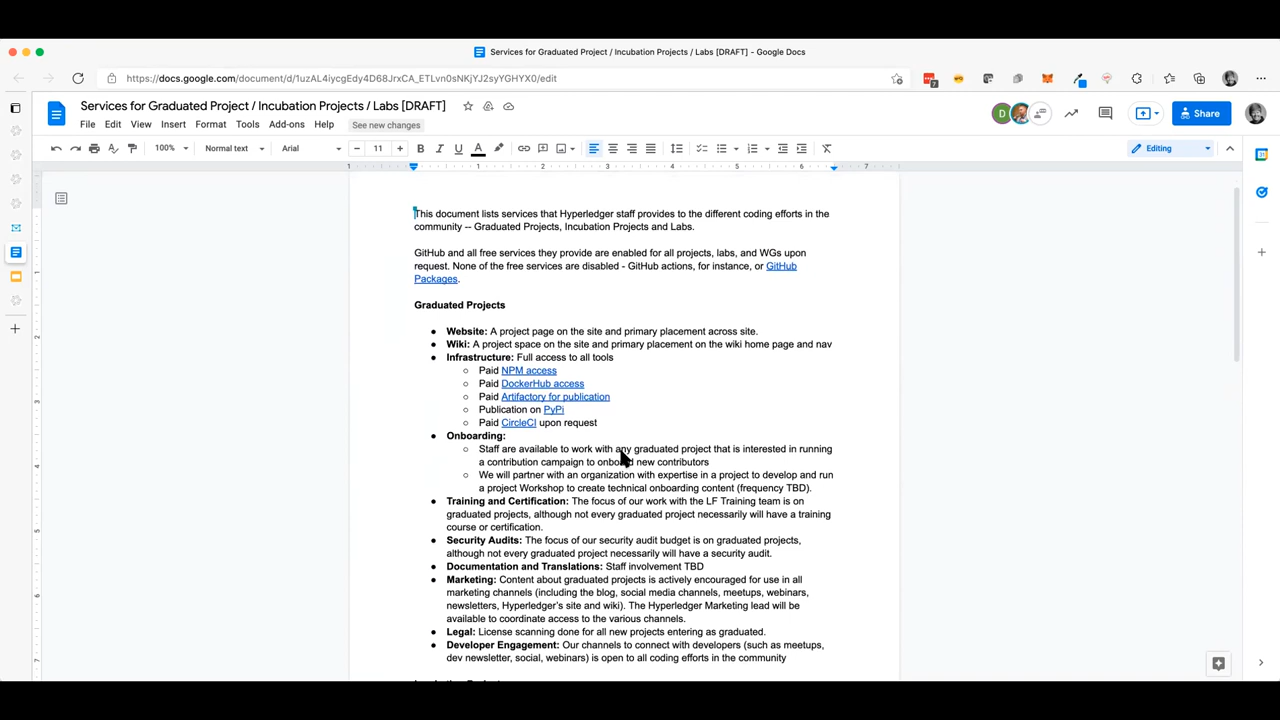 Services for Graduated Project / Incubation Projects / Labs [DRAFT] - Google Docs
https://docs.google.com/document/d/1uzAL4iycgEdy4D68JrxCA_ETLvn0sNKjYJ2syYGHYX0/edit
7
Services for Graduated Project / Incubation Projects / Labs [DRAFT]
D
Share
File Edit View Insert Format Tools Add-ons Help See new changes
100% Normal text Arial 11 B I U A Editing
1 1 2 3 4 5 6 7
This document lists services that Hyperledger staff provides to the different coding efforts in the
community -- Graduated Projects, Incubation Projects and Labs.
GitHub and all free services they provide are enabled for all projects, labs, and WGs upon
request. None of the free services are disabled - GitHub actions, for instance, or GitHub
Packages.
Graduated Projects
● Website: A project page on the site and primary placement across site.
● Wiki: A project space on the site and primary placement on the wiki home page and nav
● Infrastructure: Full access to all tools
○ Paid NPM access
○ Paid DockerHub access
○ Paid Artifactory for publication
○ Publication on PyPi
○ Paid CircleCI upon request
● Onboarding:
○ Staff are available to work with any graduated project that is interested in running
a contribution campaign to onboard new contributors
○ We will partner with an organization with expertise in a project to develop and run
a project Workshop to create technical onboarding content (frequency TBD).
● Training and Certification: The focus of our work with the LF Training team is on
graduated projects, although not every graduated project necessarily will have a training
course or certification.
● Security Audits: The focus of our security audit budget is on graduated projects,
although not every graduated project necessarily will have a security audit.
● Documentation and Translations: Staff involvement TBD
● Marketing: Content about graduated projects is actively encouraged for use in all
marketing channels (including the blog, social media channels, meetups, webinars,
newsletters, Hyperledger's site and wiki). The Hyperledger Marketing lead will be
available to coordinate access to the various channels.
● Legal: License scanning done for all new projects entering as graduated.
● Developer Engagement: Our channels to connect with developers (such as meetups,
dev newsletter, social, webinars) is open to all coding efforts in the community